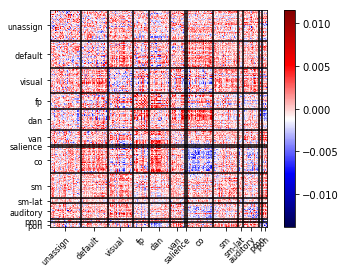 unassign
default
visual
fp
dan
van
salience
co
sm
sm-lat
auditory
pmn
pon
unassign
default
visual
fp
dan
van
salience
co
sm
sm-lat
auditory
0.010
0.005
0.000
−0.005
−0.010